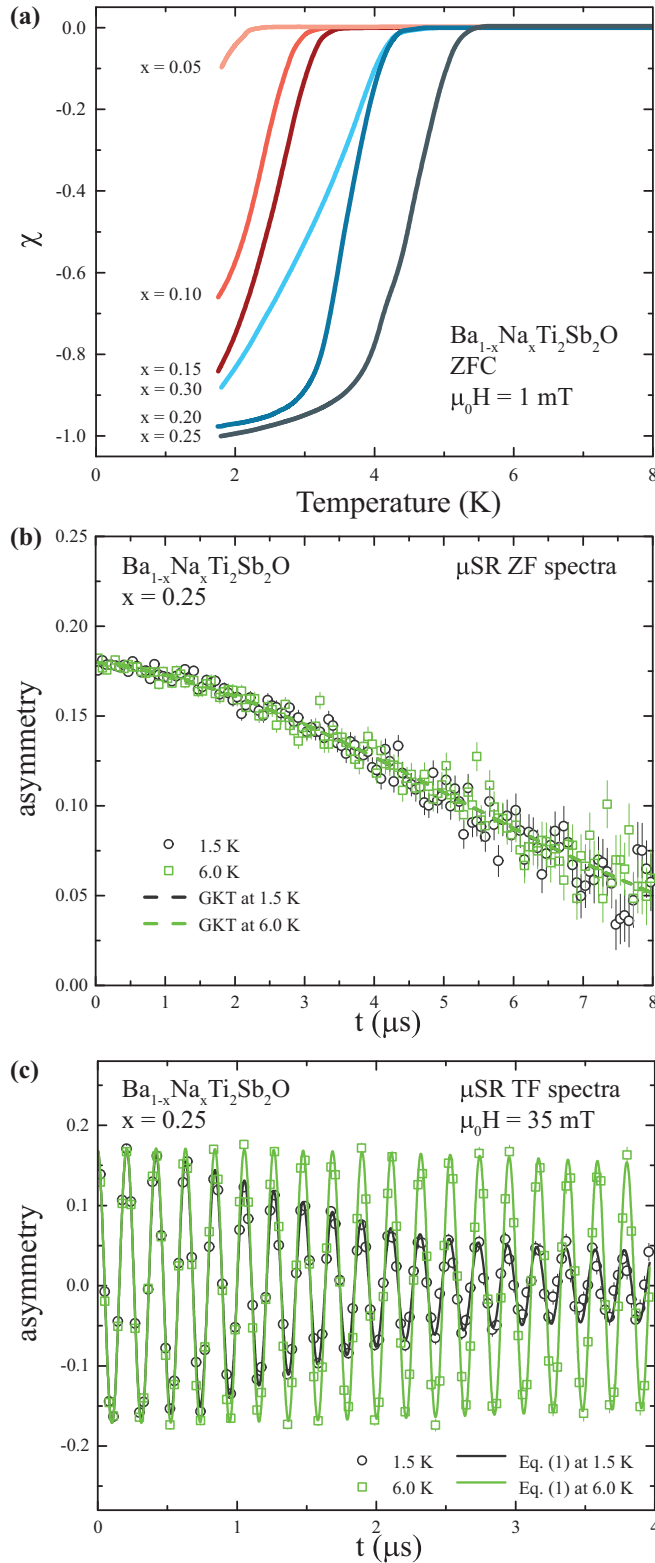 (a)
0.0
-0.2
-0.4
-0.6
-0.8
-1.0
χ
x = 0.05
x = 0.10
x = 0.15
x = 0.30
x = 0.20
x = 0.25
Ba1-xNaxTi2Sb2O
ZFC
μ0H = 1 mT
0 2 4 6 8
Temperature (K)
(b)
0.25
0.20
0.15
0.10
0.05
0.00
asymmetry
Ba1-xNaxTi2Sb2O
x = 0.25
μSR ZF spectra
1.5 K
6.0 K
GKT at 1.5 K
GKT at 6.0 K
0 1 2 3 4 5 6 7 8
t (μs)
(c)
0.2
0.1
0.0
-0.1
-0.2
asymmetry
Ba1-xNaxTi2Sb2O
x = 0.25
μSR TF spectra
μ0H = 35 mT
1.5 K Eq. (1) at 1.5 K
6.0 K Eq. (1) at 6.0 K
0 1 2 3 4
t (μs)